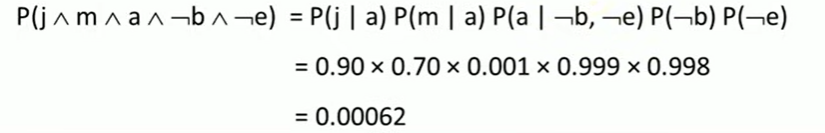 P(j ∧ m ∧ a ∧ ¬b ∧ ¬e) = P(j | a) P(m | a) P(a | ¬b, ¬e) P(¬b) P(¬e)
= 0.90 × 0.70 × 0.001 × 0.999 × 0.998
= 0.00062